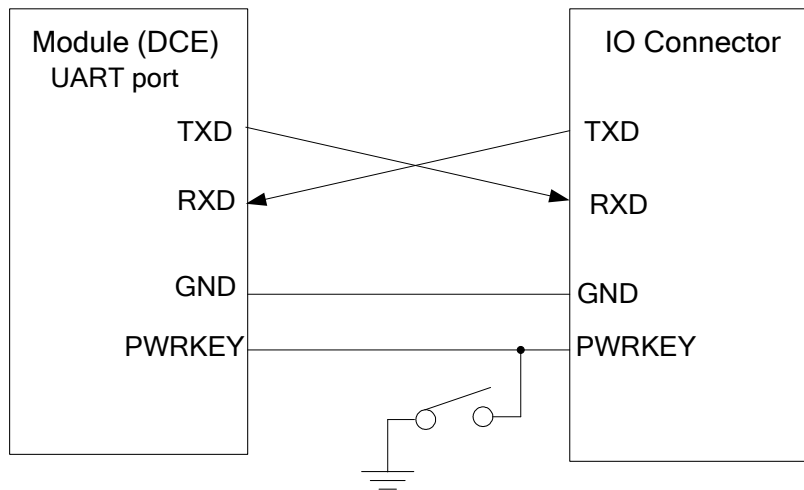 Module (DCE)
UART port
TXD
RXD
GND
PWRKEY
IO Connector
TXD
RXD
GND
PWRKEY